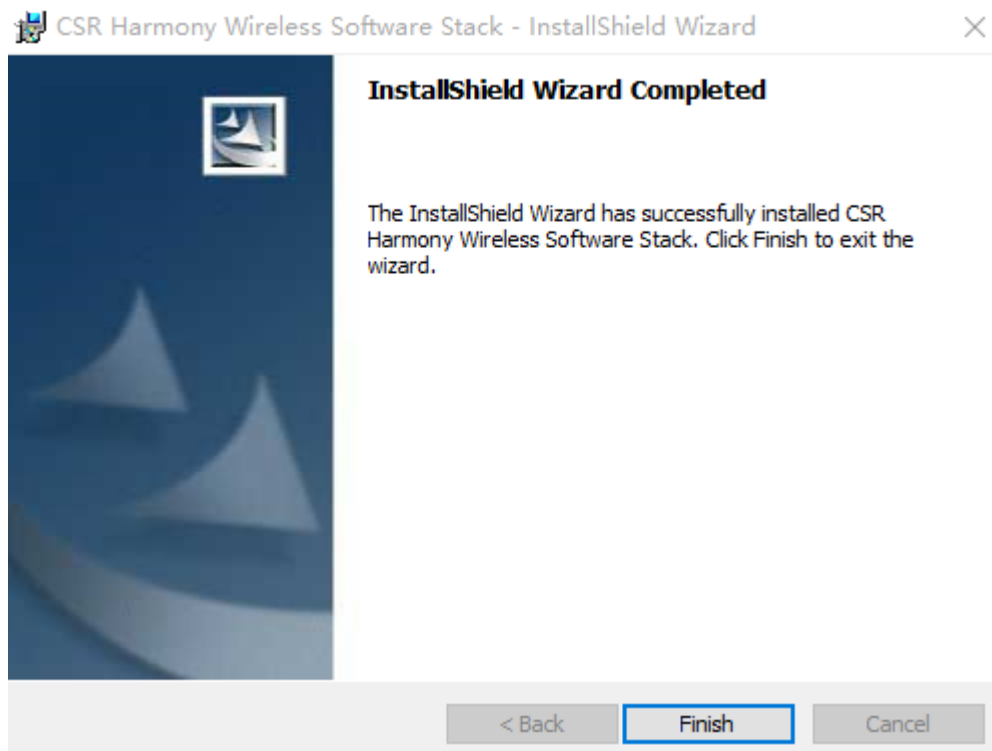 CSR Harmony Wireless Software Stack - InstallShield Wizard
InstallShield Wizard Completed
The InstallShield Wizard has successfully installed CSR
Harmony Wireless Software Stack. Click Finish to exit the
wizard.
< Back
Finish
Cancel